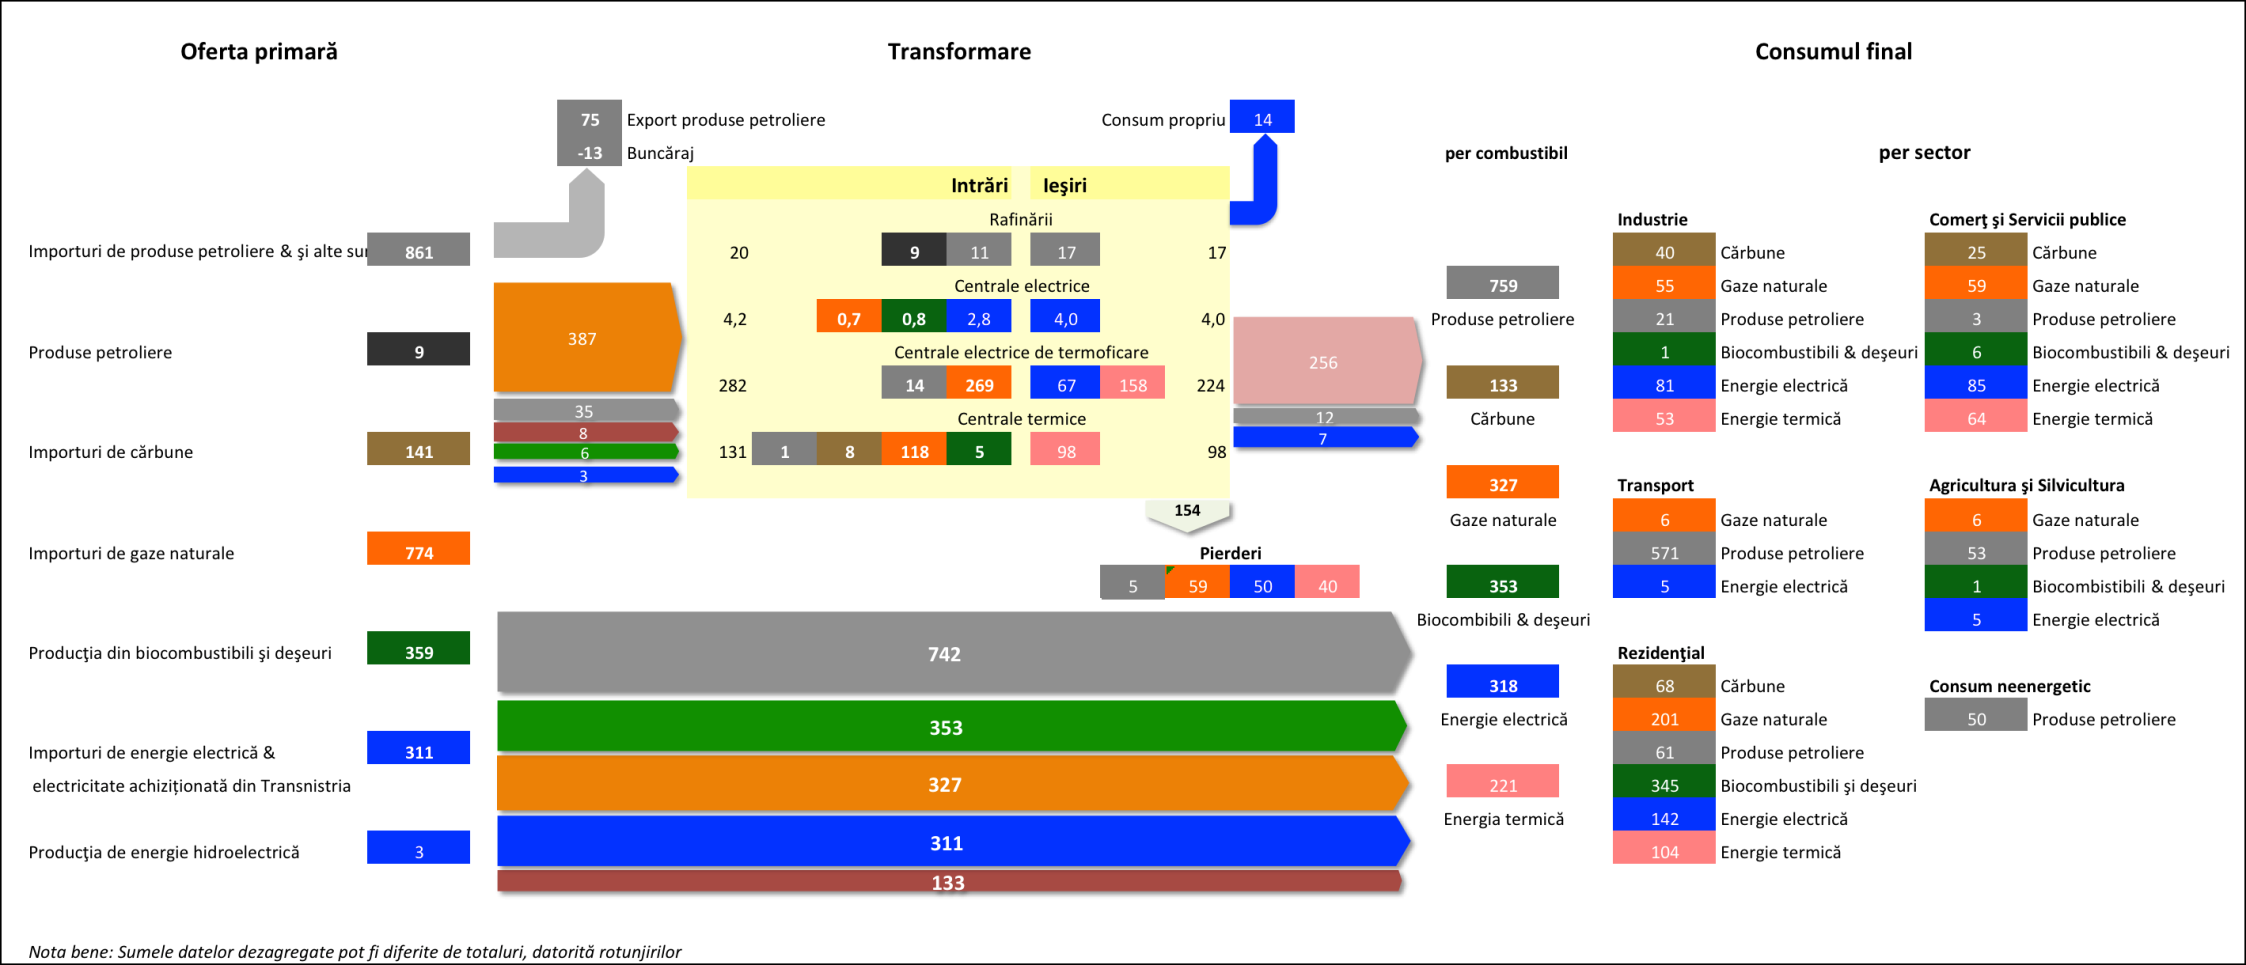 Oferta primară
Transformare
Consumul final
75 Export produse petroliere
-13 Buncăraj
Consum propriu 14
per combustibil
per sector
Importuri de produse petroliere & şi alte sur 861
Produse petroliere 9
Importuri de cărbune 141
Importuri de gaze naturale 774
Producţia din biocombustibili şi deşeuri 359
Importuri de energie electrică & 311
electricitate achiziționată din Transnistria
Producţia de energie hidroelectrică 3
387
35
8
6
3
Intrări Ieşiri
Rafinării
20 9 11 17 17
Centrale electrice
4,2 0,7 0,8 2,8 4,0 4,0
Centrale electrice de termoficare
282 14 269 67 158 224
Centrale termice
131 1 8 118 5 98 98
154
Pierderi
5 59 50 40
256
12
7
742
353
327
311
133
759
Produse petroliere
133
Cărbune
327
Gaze naturale
353
Biocombibili & deşeuri
318
Energie electrică
221
Energia termică
Industrie
40 Cărbune
55 Gaze naturale
21 Produse petroliere
1 Biocombustibili & deşeuri
81 Energie electrică
53 Energie termică
Transport
6 Gaze naturale
571 Produse petroliere
5 Energie electrică
Rezidenţial
68 Cărbune
201 Gaze naturale
61 Produse petroliere
345 Biocombustibili şi deşeuri
142 Energie electrică
104 Energie termică
Comerţ şi Servicii publice
25 Cărbune
59 Gaze naturale
3 Produse petroliere
6 Biocombustibili & deşeuri
85 Energie electrică
64 Energie termică
Agricultura şi Silvicultura
6 Gaze naturale
53 Produse petroliere
1 Biocombistibili & deşeuri
5 Energie electrică
Consum neenergetic
50 Produse petroliere
Nota bene: Sumele datelor dezagregate pot fi diferite de totaluri, datorită rotunjirilor